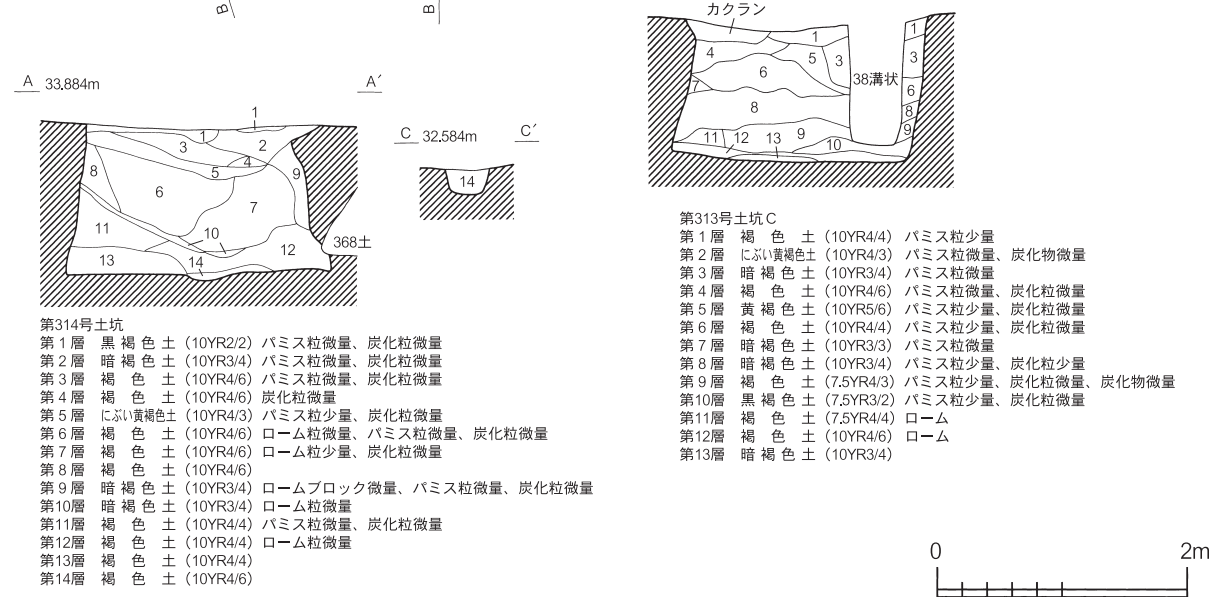 B
B
A 33.884m A′
1
1
2
3
4
5
8
6
9
7
10
11
12
368土
13
14
C 32.584m C′
14
第314号土坑
第1層 黒褐色土（10YR2/2）パミス粒微量、炭化粒微量
第2層 暗褐色土（10YR3/4）パミス粒微量、炭化粒微量
第3層 褐色土（10YR4/6）パミス粒微量、炭化粒微量
第4層 褐色土（10YR4/6）炭化粒微量
第5層 にぶい黄褐色土（10YR4/3）パミス粒少量、炭化粒微量
第6層 褐色土（10YR4/6）ローム粒微量、パミス粒微量、炭化粒微量
第7層 褐色土（10YR4/6）ローム粒少量、炭化粒微量
第8層 褐色土（10YR4/6）
第9層 暗褐色土（10YR3/4）ロームブロック微量、パミス粒微量、炭化粒微量
第10層 暗褐色土（10YR3/4）ローム粒微量
第11層 褐色土（10YR4/4）パミス粒微量、炭化粒微量
第12層 褐色土（10YR4/4）ローム粒微量
第13層 褐色土（10YR4/4）
第14層 褐色土（10YR4/6）
カクラン
1
1
4
5
3
3
6
38溝状
7
6
8
8
9
9
11
12
13
10
第313号土坑C
第1層 褐色土（10YR4/4）パミス粒少量
第2層 にぶい黄褐色土（10YR4/3）パミス粒微量、炭化物微量
第3層 暗褐色土（10YR3/4）パミス粒微量
第4層 褐色土（10YR4/6）パミス粒微量、炭化粒微量
第5層 黄褐色土（10YR5/6）パミス粒少量、炭化粒微量
第6層 褐色土（10YR4/4）パミス粒少量、炭化粒微量
第7層 暗褐色土（10YR3/3）パミス粒微量
第8層 暗褐色土（10YR3/4）パミス粒少量、炭化粒少量
第9層 褐色土（7.5YR4/3）パミス粒少量、炭化粒微量、炭化物微量
第10層 黒褐色土（7.5YR3/2）パミス粒少量、炭化粒微量
第11層 褐色土（7.5YR4/4）ローム
第12層 褐色土（10YR4/6）ローム
第13層 暗褐色土（10YR3/4）
0 2m